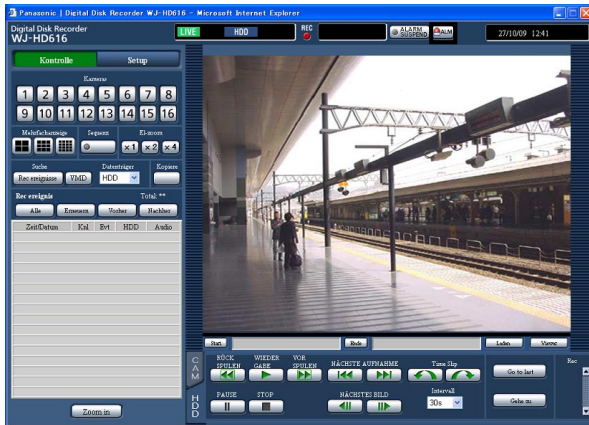 Panasonic | Digital Disk Recorder WJ-HD616 - Microsoft Internet Explorer
Digital Disk Recorder
WJ-HD616
LIVE HDD REC ALARM SUSPEND ALM 27/10/09 12:41
Kontrolle Setup
Kameras
1 2 3 4 5 6 7 8
9 10 11 12 13 14 15 16
Mehrfachanzeige Sequenz El-zoom
x1 x2 x4
Suche Datenträger Kopiere
Rec ereignisse VMD HDD
Rec ereignis Total: **
Alle Erneuern Vorher Nachher
Zeit/Datum Knl Evt HDD Audio
Zoom in
Start Ende Laden Viewer
CAM
HDD
RÜCK SPULEN WIEDER GABE VOR SPULEN NÄCHSTE AUFNAHME Time Slip
Go to last
Rec
PAUSE STOP NÄCHSTES BILD Intervall
30s
Gehe zu